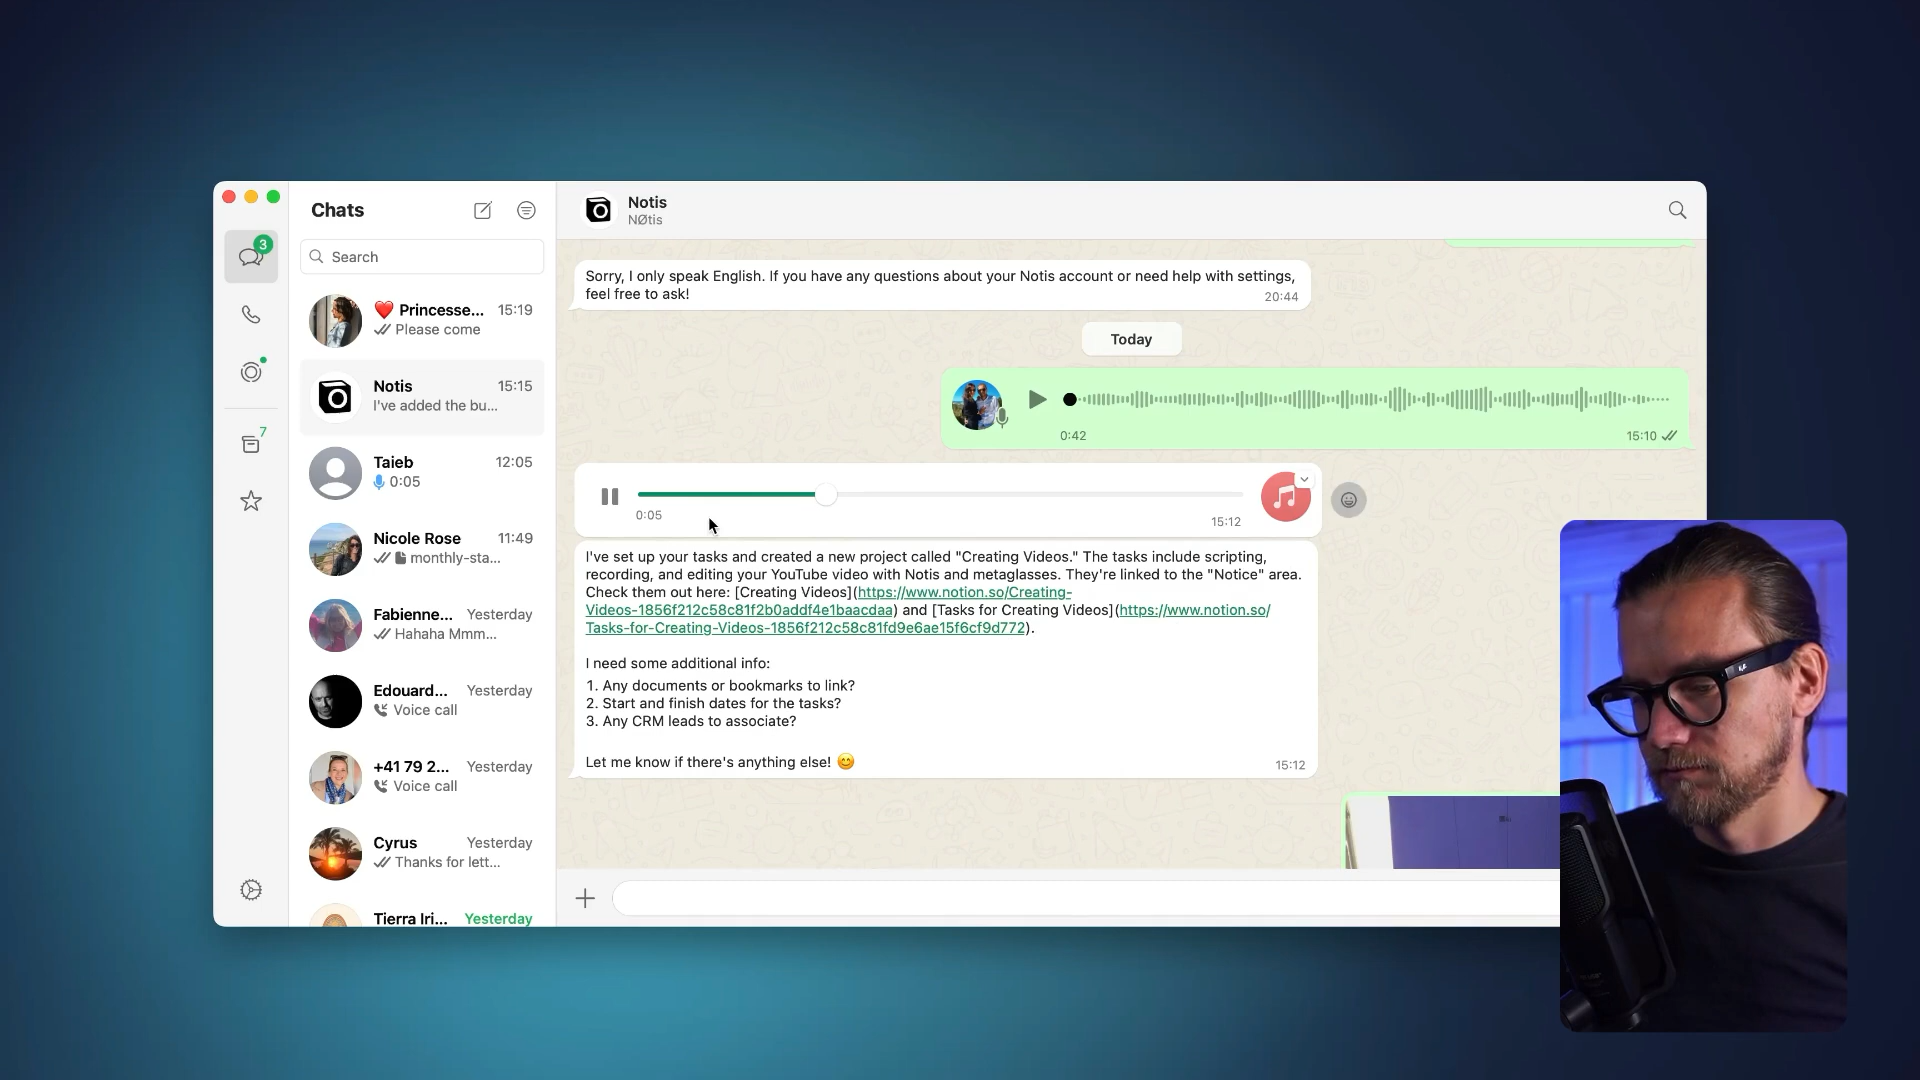 Chats
Search
3
7
❤️ Princesse... 15:19
Please come
Notis 15:15
I've added the bu...
Taieb 12:05
0:05
Nicole Rose 11:49
monthly-sta...
Fabienne... Yesterday
Hahaha Mmm...
Edouard... Yesterday
Voice call
+41 79 2... Yesterday
Voice call
Cyrus Yesterday
Thanks for lett...
Tierra Iri... Yesterday
Notis
NØtis
Sorry, I only speak English. If you have any questions about your Notis account or need help with settings,
feel free to ask!
20:44
Today
0:42
15:10
0:05
15:12
I've set up your tasks and created a new project called "Creating Videos." The tasks include scripting,
recording, and editing your YouTube video with Notis and metaglasses. They're linked to the "Notice" area.
Check them out here: [Creating Videos](https://www.notion.so/Creating-
Videos-1856f212c58c81f2b0addf4e1baacdaa) and [Tasks for Creating Videos](https://www.notion.so/
Tasks-for-Creating-Videos-1856f212c58c81fd9e6ae15f6cf9d772).
I need some additional info:
1. Any documents or bookmarks to link?
2. Start and finish dates for the tasks?
3. Any CRM leads to associate?
Let me know if there's anything else! 😊
15:12